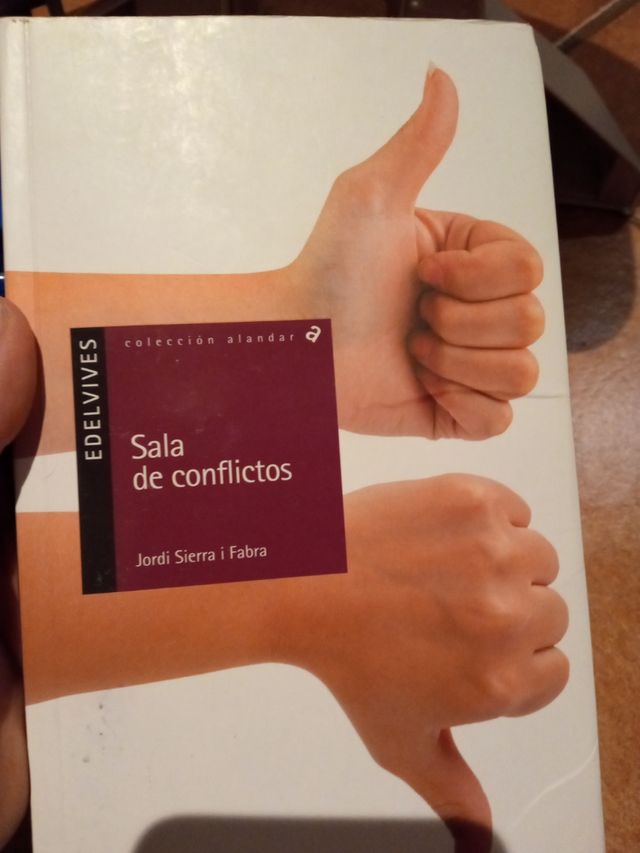 EDELVIVES
colección alandar a
Sala
de conflictos
Jordi Sierra i Fabra